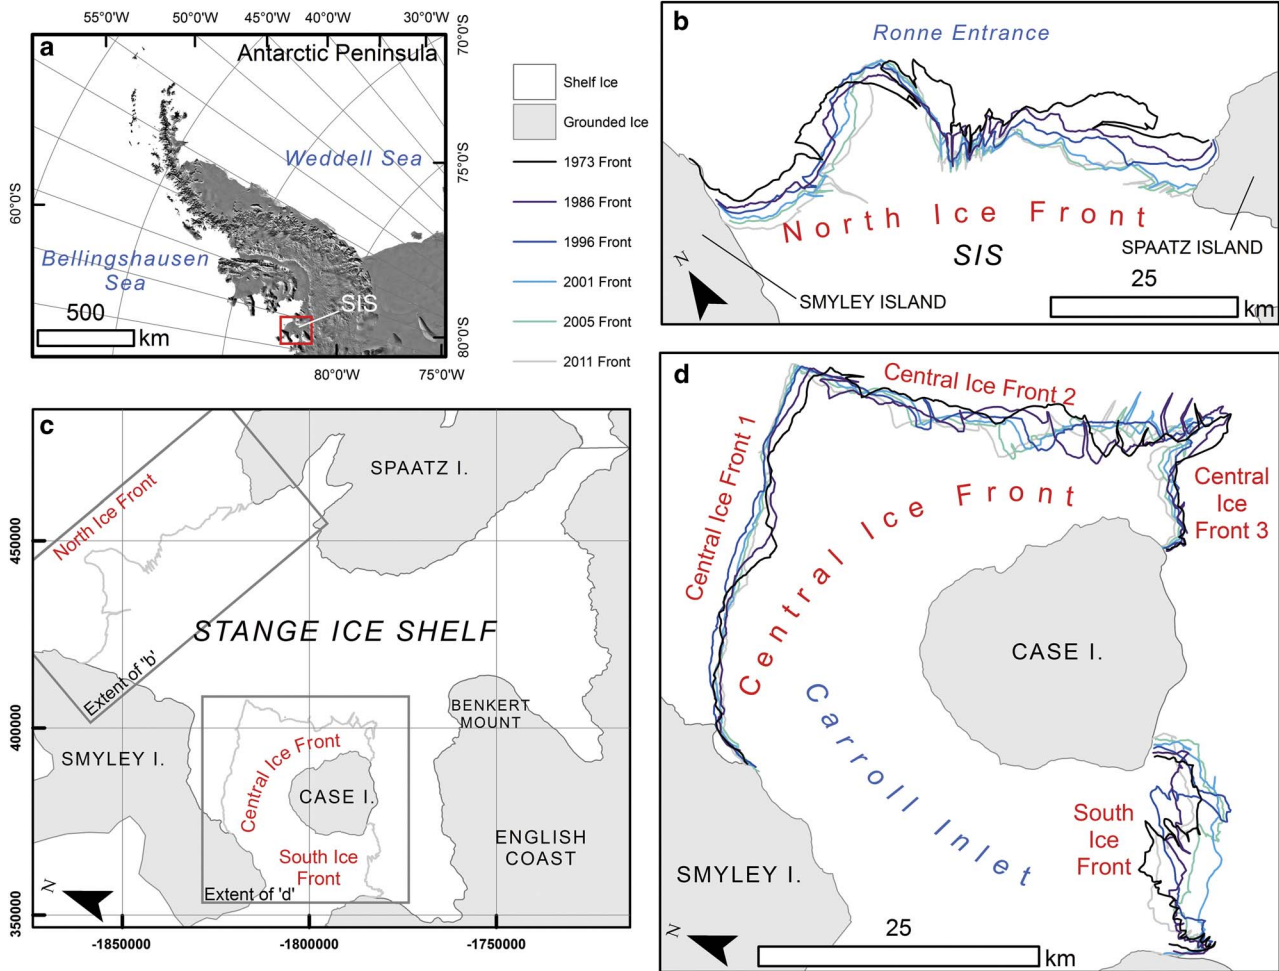 55°0'W 50°0'W 45°0'W 40°0'W 30°0'W
a
Antarctic Peninsula
70°0'S
Weddell Sea
75°0'S
60°0'S
Bellingshausen
Sea
SIS
500
km
80°0'S
80°0'W 75°0'W
Shelf Ice
Grounded Ice
1973 Front
1986 Front
1996 Front
2001 Front
2005 Front
2011 Front
b
Ronne Entrance
North Ice Front
SIS
SPAATZ ISLAND
SMYLEY ISLAND
N
25
km
c
SPAATZ I.
North Ice Front
450000
STANGE ICE SHELF
Extent of 'b'
BENKERT
MOUNT
400000
SMYLEY I.
Central Ice Front
CASE I.
ENGLISH
COAST
South Ice
Front
Extent of 'd'
N
350000
-1850000 -1800000 -1750000
d
Central Ice Front 2
Central Ice Front 1
Central Ice Front
Central
Ice
Front 3
CASE I.
Carroll Inlet
South
Ice
Front
SMYLEY I.
N
25
km